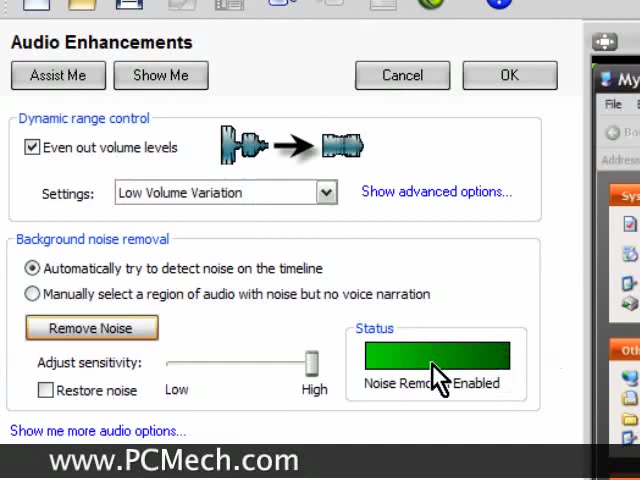 Audio Enhancements
Assist Me Show Me Cancel OK
My
File
Dynamic range control
Even out volume levels
Address
Settings: Low Volume Variation Show advanced options...
Background noise removal
Automatically try to detect noise on the timeline
Manually select a region of audio with noise but no voice narration
Remove Noise
Status
Adjust sensitivity:
Noise Enabled
Restore noise Low High
Show me more audio options...
www.PCMech.com